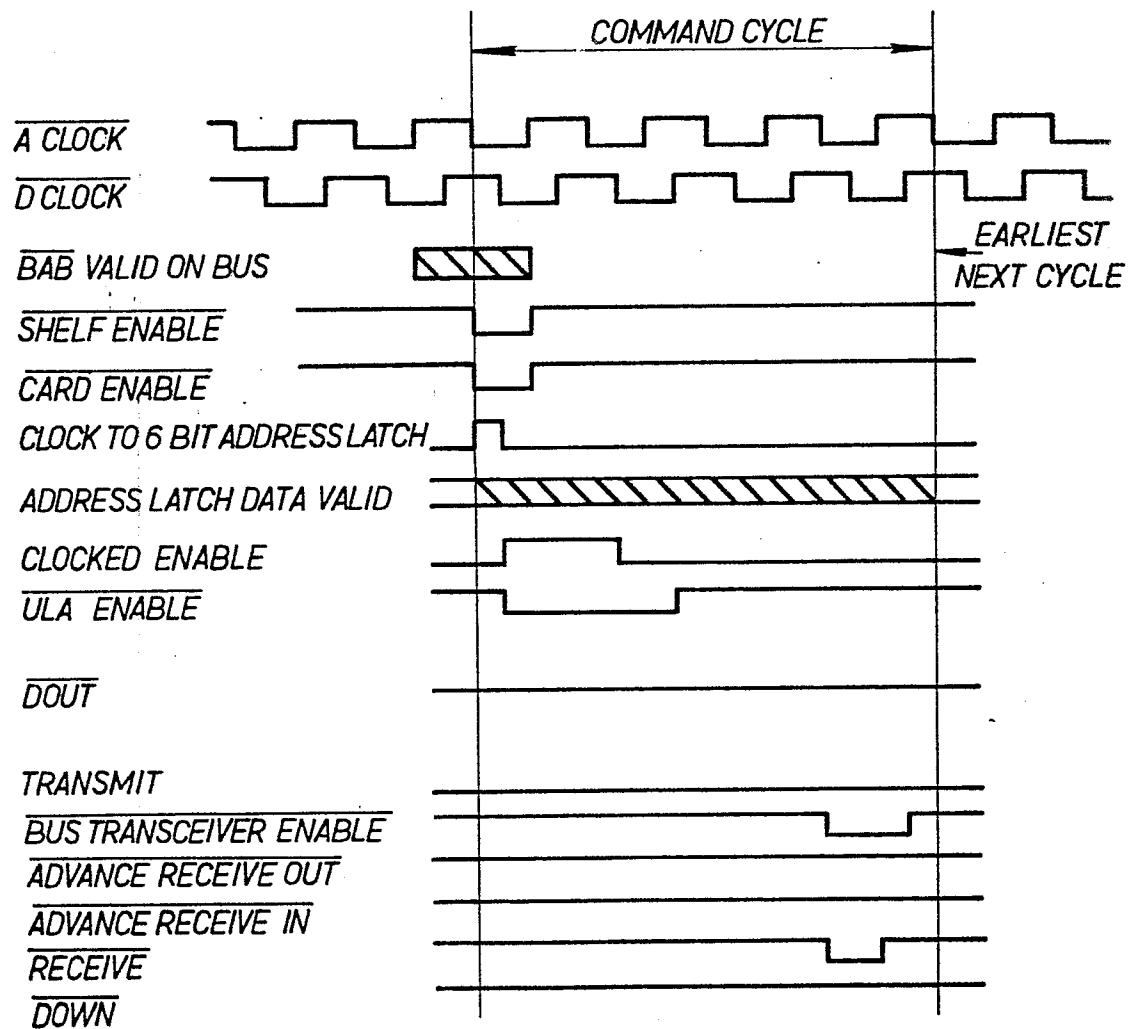 COMMAND CYCLE
A CLOCK
D CLOCK
BAB VALID ON BUS
EARLIEST
NEXT CYCLE
SHELF ENABLE
CARD ENABLE
CLOCK TO 6 BIT ADDRESS LATCH
ADDRESS LATCH DATA VALID
CLOCKED ENABLE
ULA ENABLE
DOUT
TRANSMIT
BUS TRANSCEIVER ENABLE
ADVANCE RECEIVE OUT
ADVANCE RECEIVE IN
RECEIVE
DOWN